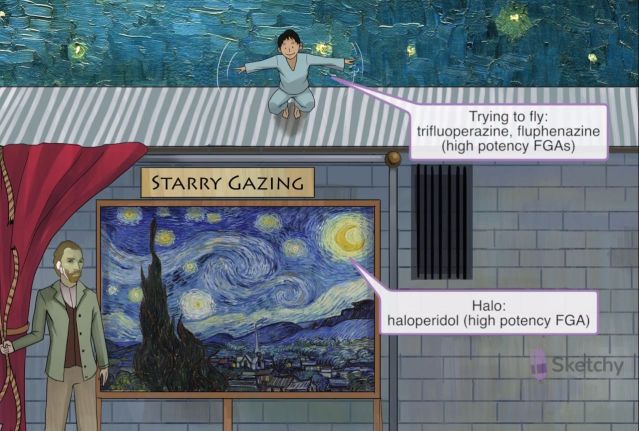 Trying to fly:
trifluoperazine, fluphenazine
(high potency FGAs)
STARRY GAZING
Halo:
haloperidol (high potency FGA)
Sketchy